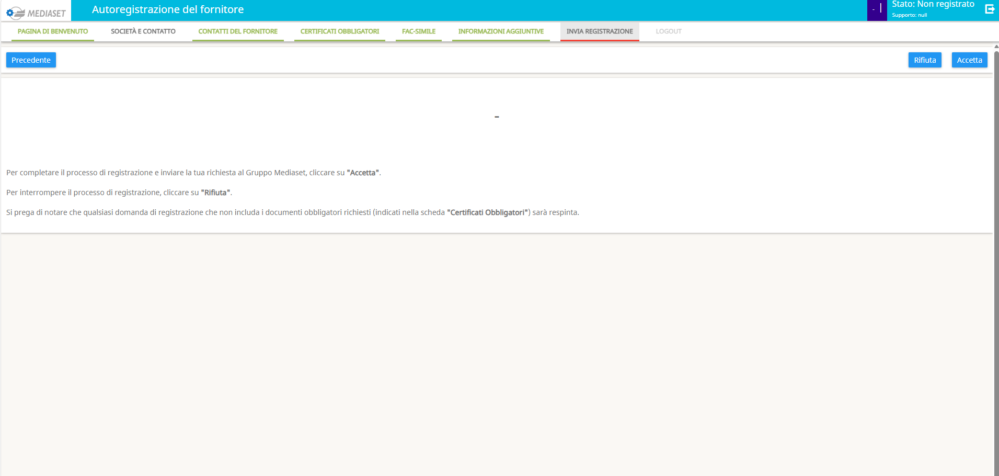 MEDIASET
Autoregistrazione del fornitore
- |
Stato: Non registrato
Supporto: null
PAGINA DI BENVENUTO SOCIETÀ E CONTATTO CONTATTI DEL FORNITORE CERTIFICATI OBBLIGATORI FAC-SIMILE INFORMAZIONI AGGIUNTIVE INVIA REGISTRAZIONE LOGOUT
Precedente Rifiuta Accetta
-
Per completare il processo di registrazione e inviare la tua richiesta al Gruppo Mediaset, cliccare su "Accetta".
Per interrompere il processo di registrazione, cliccare su "Rifiuta".
Si prega di notare che qualsiasi domanda di registrazione che non includa i documenti obbligatori richiesti (indicati nella scheda "Certificati Obbligatori") sarà respinta.